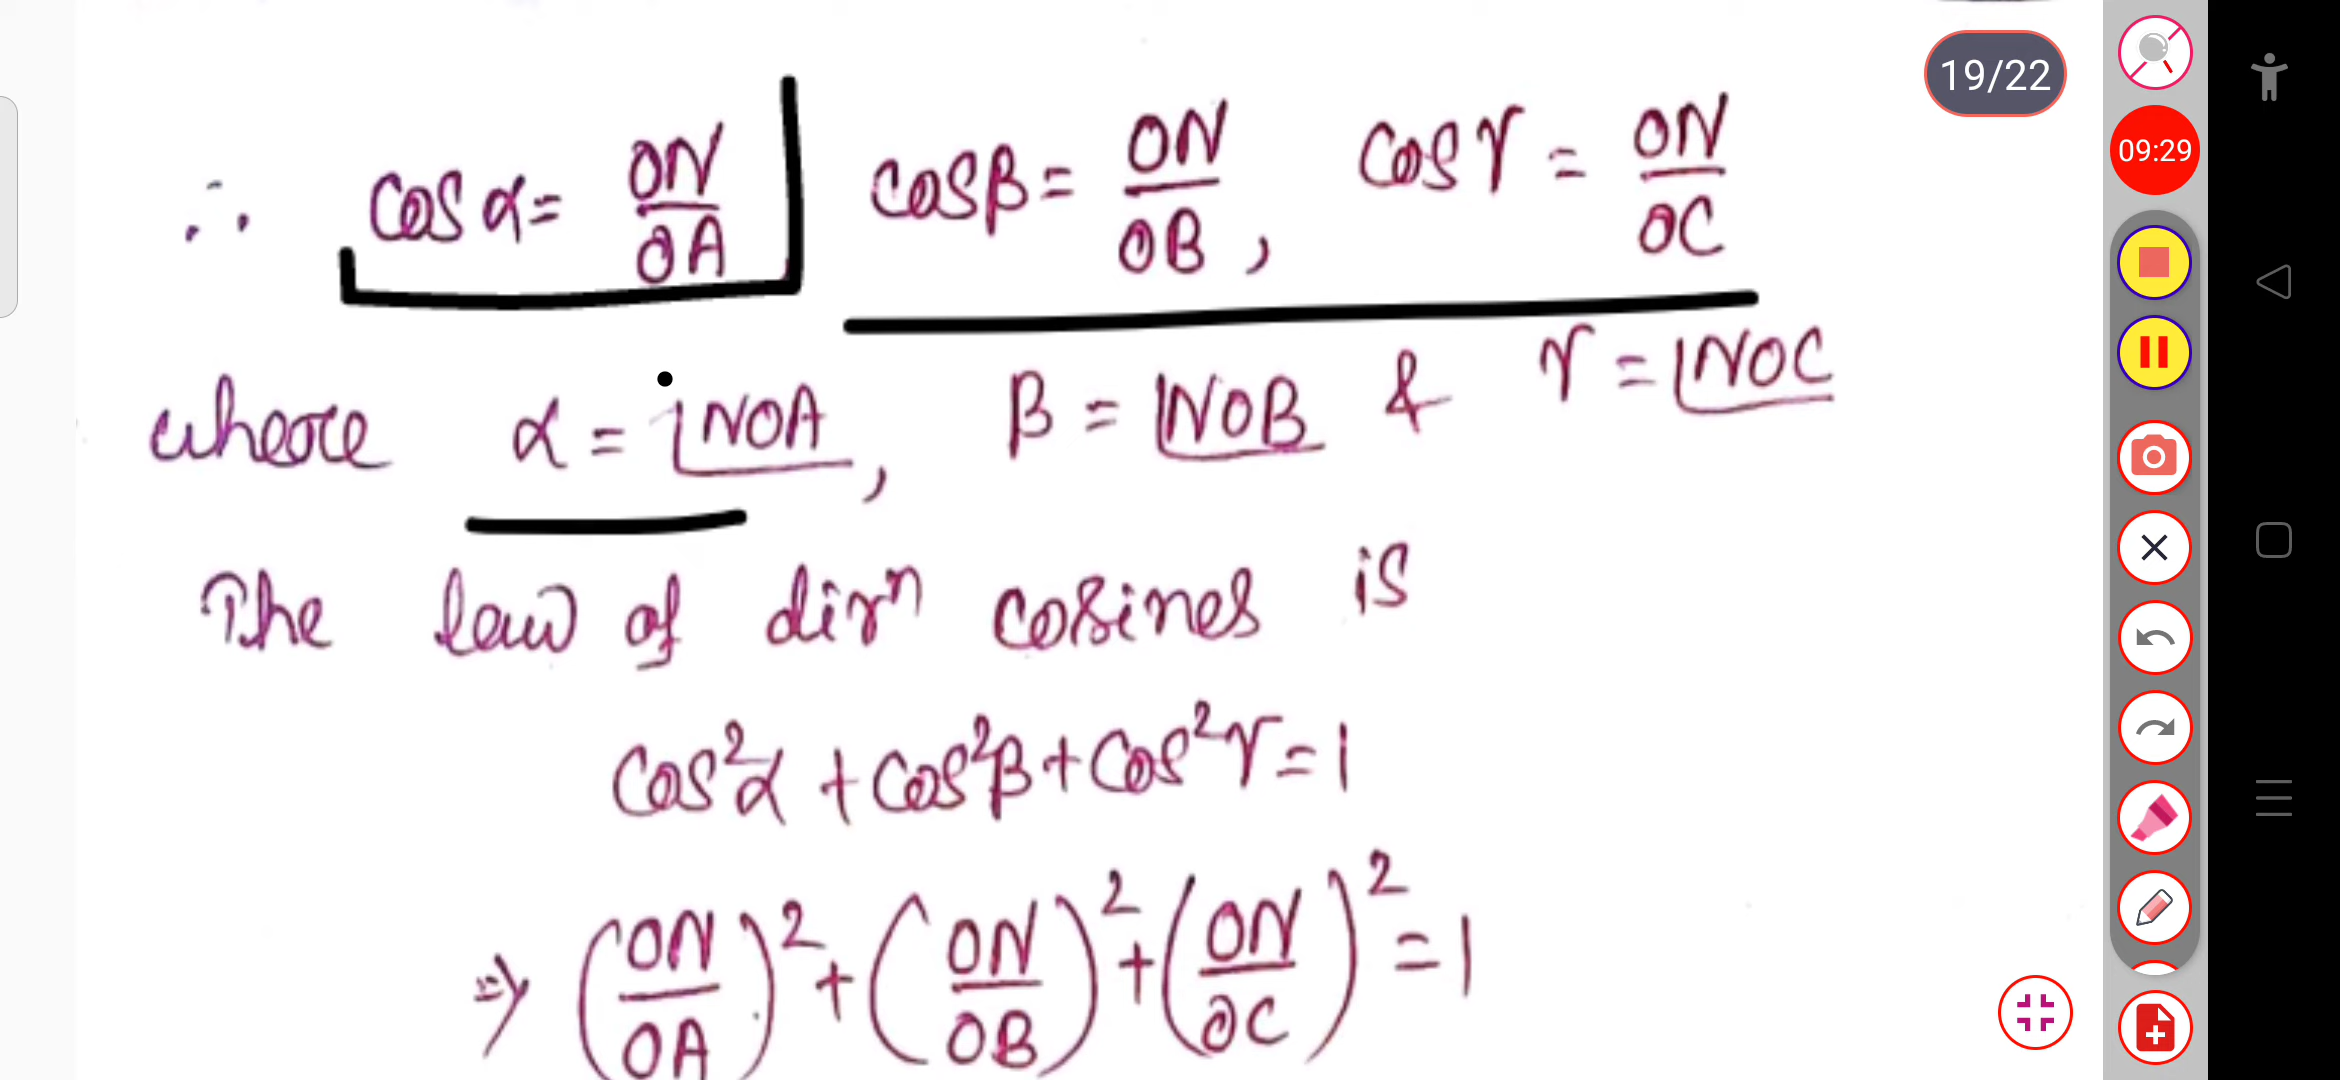 19/22
09:29
∴ cos α = ON/OA cos β = ON/OB, cos γ = ON/OC
where α = ∠NOA, β = ∠NOB & γ = ∠NOC
The law of dirⁿ cosines is
cos²α + cos²β + cos²γ = 1
⇒ (ON/OA)² + (ON/OB)² + (ON/OC)² = 1